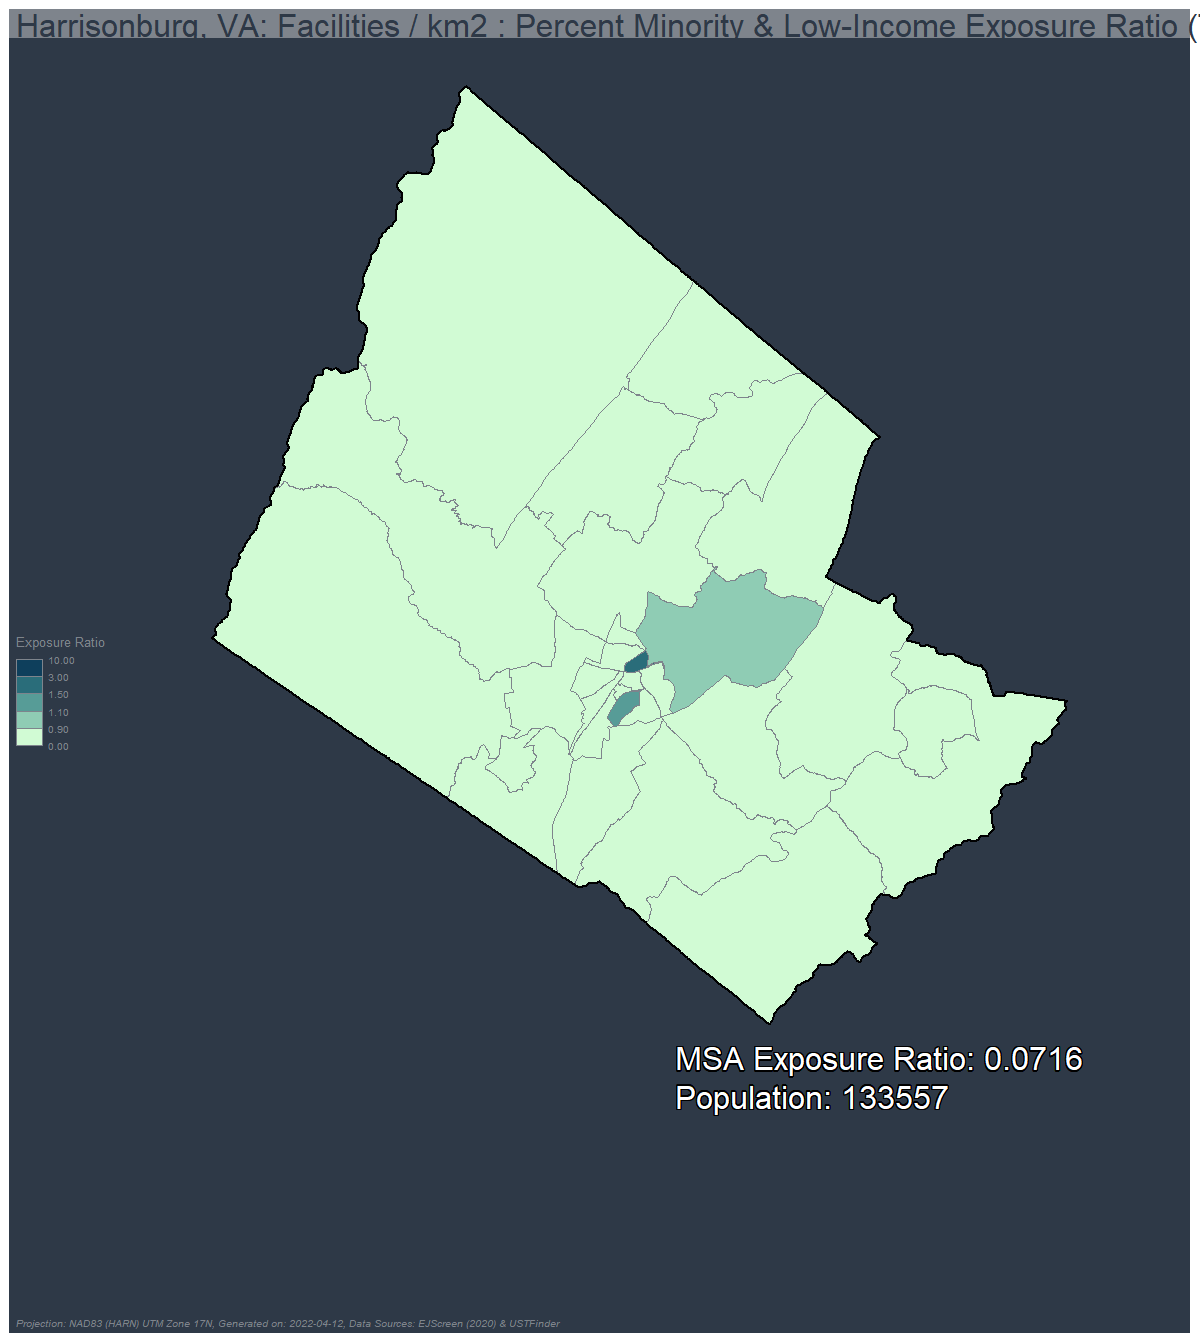 Harrisonburg, VA: Facilities / km2 : Percent Minority & Low-Income Exposure Ratio (
Exposure Ratio
10.00
3.00
1.50
1.10
0.90
0.00
MSA Exposure Ratio: 0.0716
Population: 133557
Projection: NAD83 (HARN) UTM Zone 17N, Generated on: 2022-04-12, Data Sources: EJScreen (2020) & USTFinder